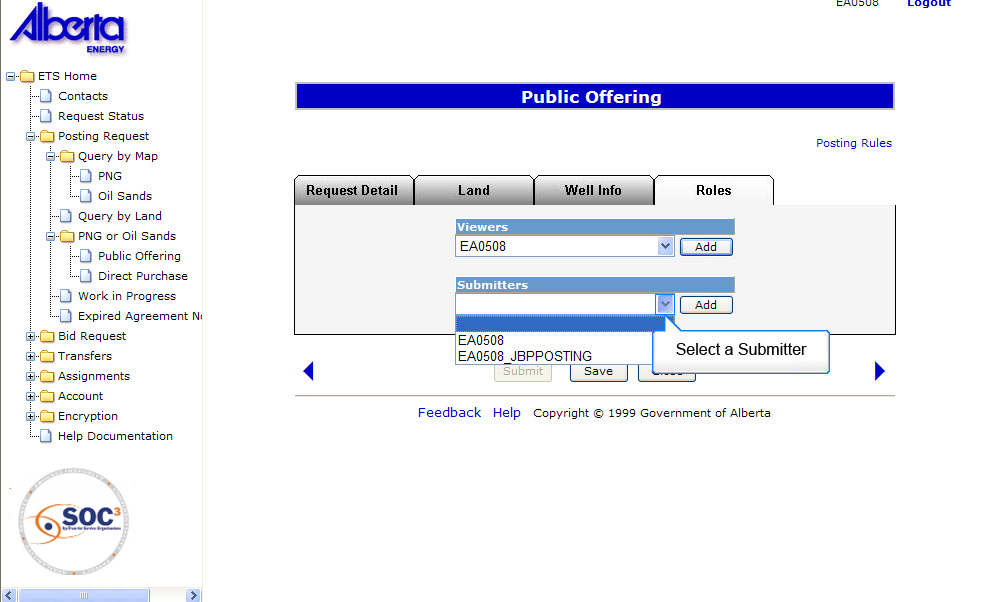 EA0508 Logout
Alberta
ENERGY
ETS Home
Contacts
Request Status
Posting Request
Query by Map
PNG
Oil Sands
Query by Land
PNG or Oil Sands
Public Offering
Direct Purchase
Work in Progress
Expired Agreement No
Bid Request
Transfers
Assignments
Account
Encryption
Help Documentation
SOC3
Public Offering
Posting Rules
Request Detail Land Well Info Roles
Viewers
EA0508 Add
Submitters
Add
EA0508
EA0508_JBPPOSTING
Select a Submitter
Submit Save
Feedback Help Copyright © 1999 Government of Alberta